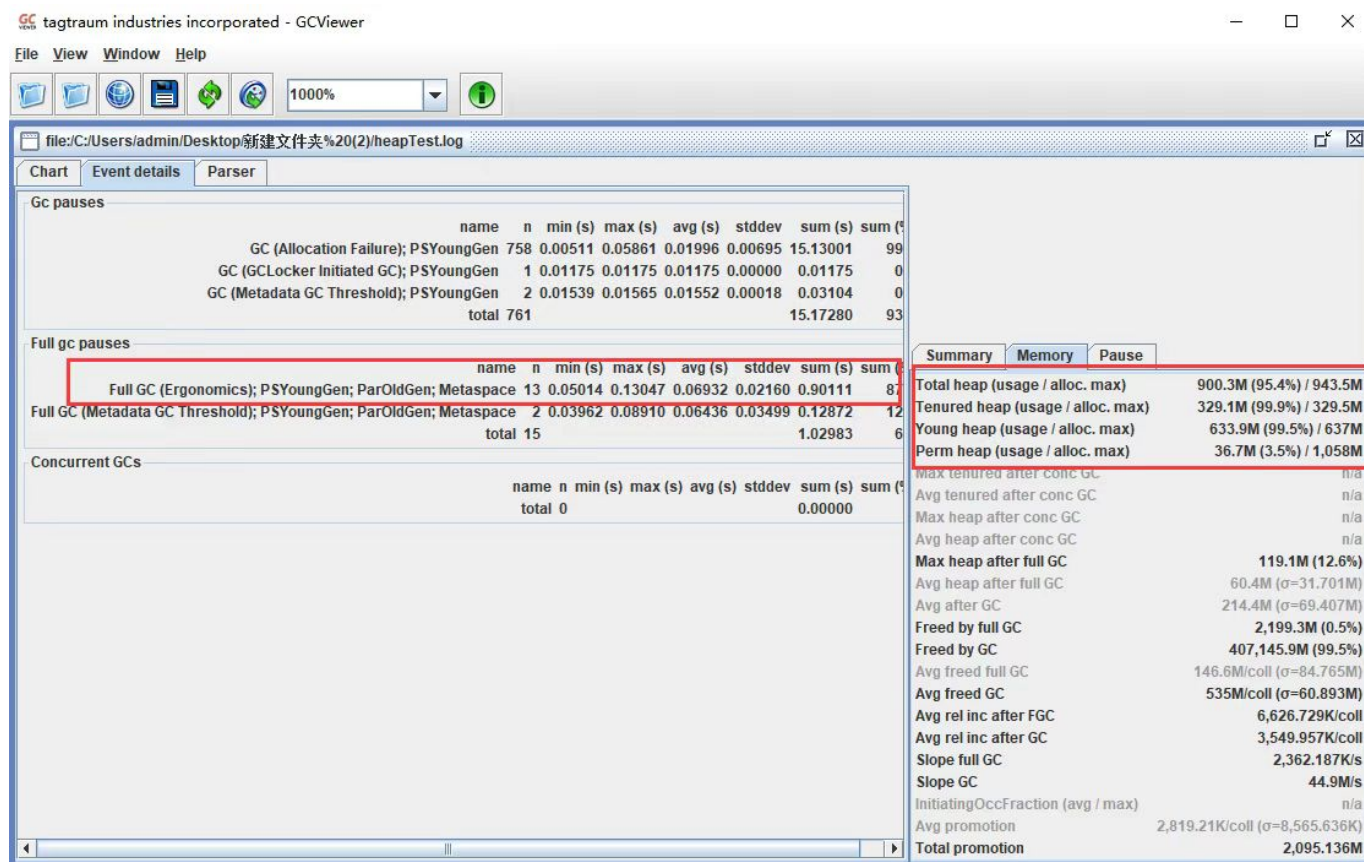 tagtraum industries incorporated - GCViewer
File View Window Help
1000%
file:/C:/Users/admin/Desktop/新建文件夹%20(2)/heapTest.log
Chart Event details Parser
Gc pauses
name n min (s) max (s) avg (s) stddev sum (s) sum (%
GC (Allocation Failure); PSYoungGen 758 0.00511 0.05861 0.01996 0.00695 15.13001 99
GC (GCLocker Initiated GC); PSYoungGen 1 0.01175 0.01175 0.01175 0.00000 0.01175 0
GC (Metadata GC Threshold); PSYoungGen 2 0.01539 0.01565 0.01552 0.00018 0.03104 0
total 761 15.17280 93
Full gc pauses
name n min (s) max (s) avg (s) stddev sum (s) sum (
Full GC (Ergonomics); PSYoungGen; ParOldGen; Metaspace 13 0.05014 0.13047 0.06932 0.02160 0.90111 87
Full GC (Metadata GC Threshold); PSYoungGen; ParOldGen; Metaspace 2 0.03962 0.08910 0.06436 0.03499 0.12872 12
total 15 1.02983 6
Concurrent GCs
name n min (s) max (s) avg (s) stddev sum (s) sum (%
total 0 0.00000
Summary Memory Pause
Total heap (usage / alloc. max) 900.3M (95.4%) / 943.5M
Tenured heap (usage / alloc. max) 329.1M (99.9%) / 329.5M
Young heap (usage / alloc. max) 633.9M (99.5%) / 637M
Perm heap (usage / alloc. max) 36.7M (3.5%) / 1,058M
Max tenured after conc GC n/a
Avg tenured after conc GC n/a
Max heap after conc GC n/a
Avg heap after conc GC n/a
Max heap after full GC 119.1M (12.6%)
Avg heap after full GC 60.4M (σ=31.701M)
Avg after GC 214.4M (σ=69.407M)
Freed by full GC 2,199.3M (0.5%)
Freed by GC 407,145.9M (99.5%)
Avg freed full GC 146.6M/coll (σ=84.765M)
Avg freed GC 535M/coll (σ=60.893M)
Avg rel inc after FGC 6,626.729K/coll
Avg rel inc after GC 3,549.957K/coll
Slope full GC 2,362.187K/s
Slope GC 44.9M/s
InitiatingOccFraction (avg / max) n/a
Avg promotion 2,819.21K/coll (σ=8,565.636K)
Total promotion 2,095.136M